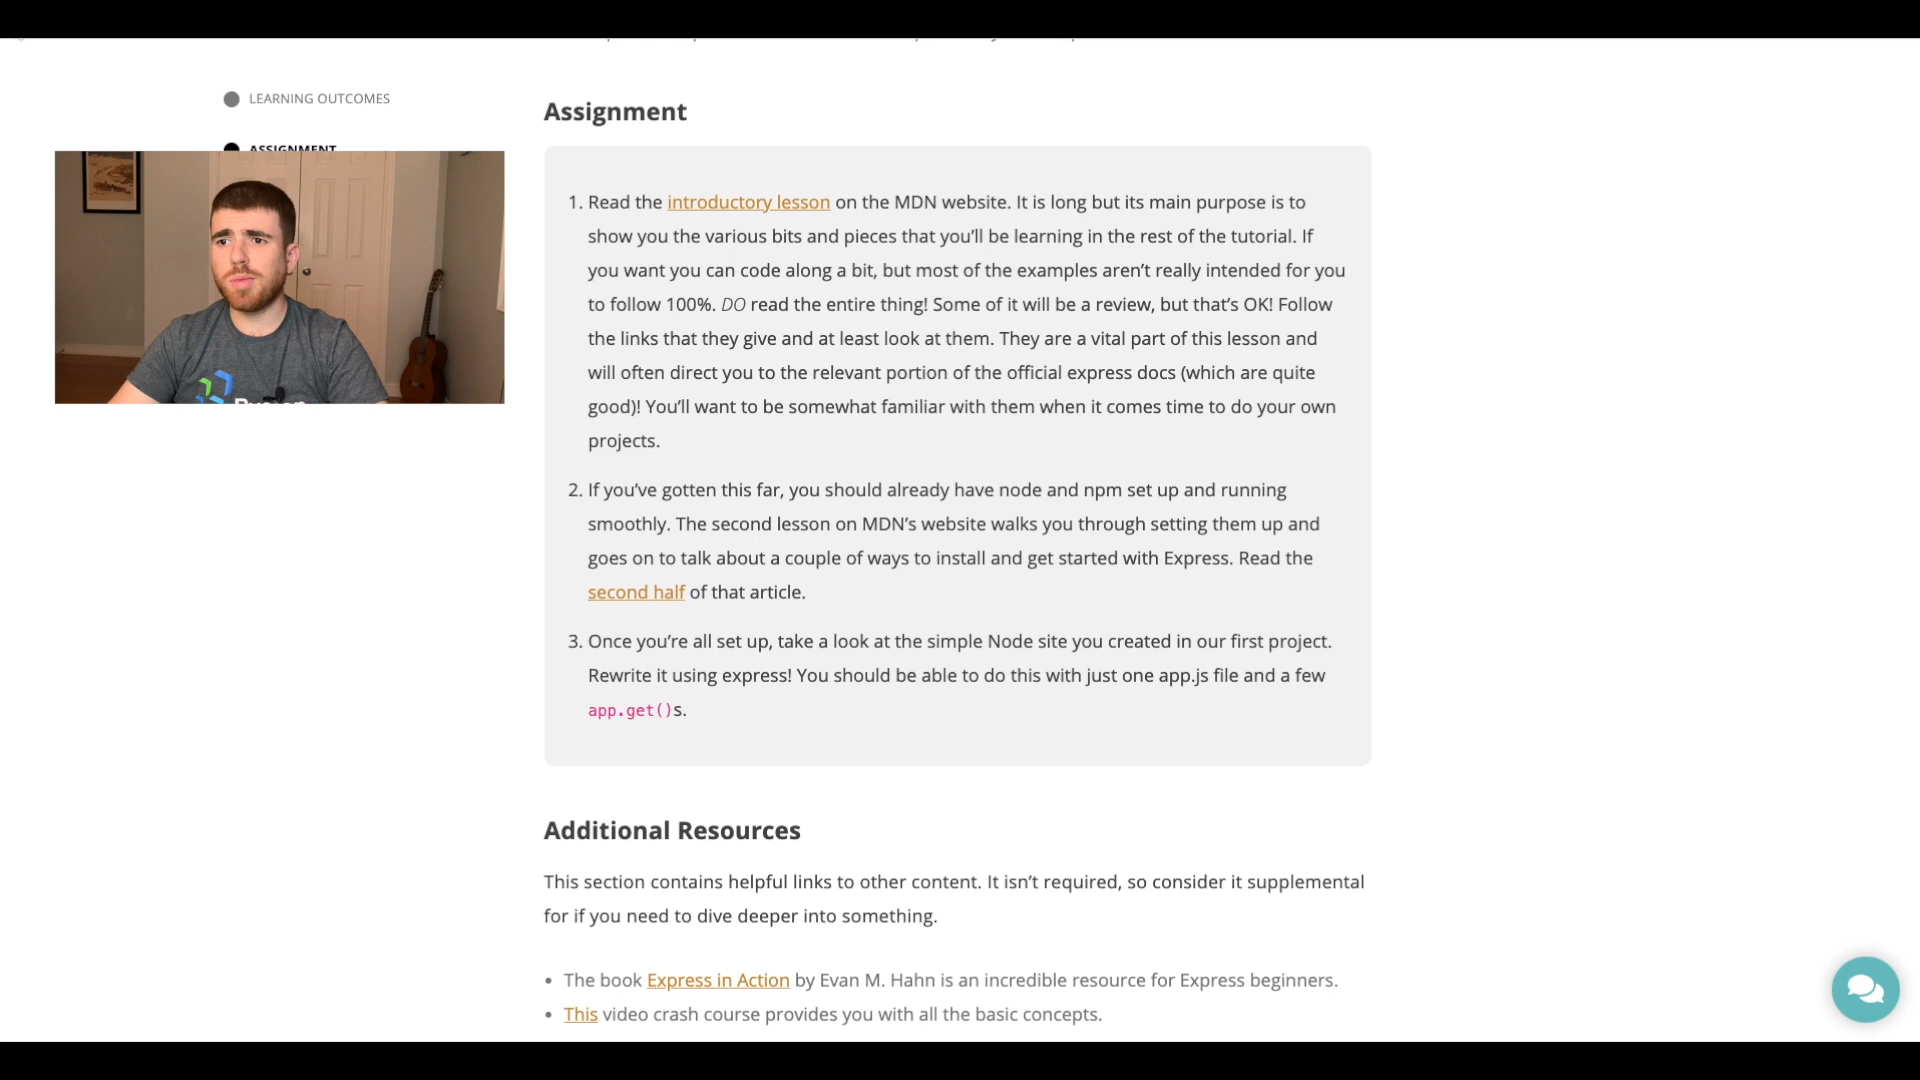 LEARNING OUTCOMES
ASSIGNMENT
Assignment
1. Read the introductory lesson on the MDN website. It is long but its main purpose is to
show you the various bits and pieces that you’ll be learning in the rest of the tutorial. If
you want you can code along a bit, but most of the examples aren’t really intended for you
to follow 100%. DO read the entire thing! Some of it will be a review, but that’s OK! Follow
the links that they give and at least look at them. They are a vital part of this lesson and
will often direct you to the relevant portion of the official express docs (which are quite
good)! You’ll want to be somewhat familiar with them when it comes time to do your own
projects.
2. If you’ve gotten this far, you should already have node and npm set up and running
smoothly. The second lesson on MDN’s website walks you through setting them up and
goes on to talk about a couple of ways to install and get started with Express. Read the
second half of that article.
3. Once you’re all set up, take a look at the simple Node site you created in our first project.
Rewrite it using express! You should be able to do this with just one app.js file and a few
app.get()s.
Additional Resources
This section contains helpful links to other content. It isn’t required, so consider it supplemental
for if you need to dive deeper into something.
• The book Express in Action by Evan M. Hahn is an incredible resource for Express beginners.
• This video crash course provides you with all the basic concepts.